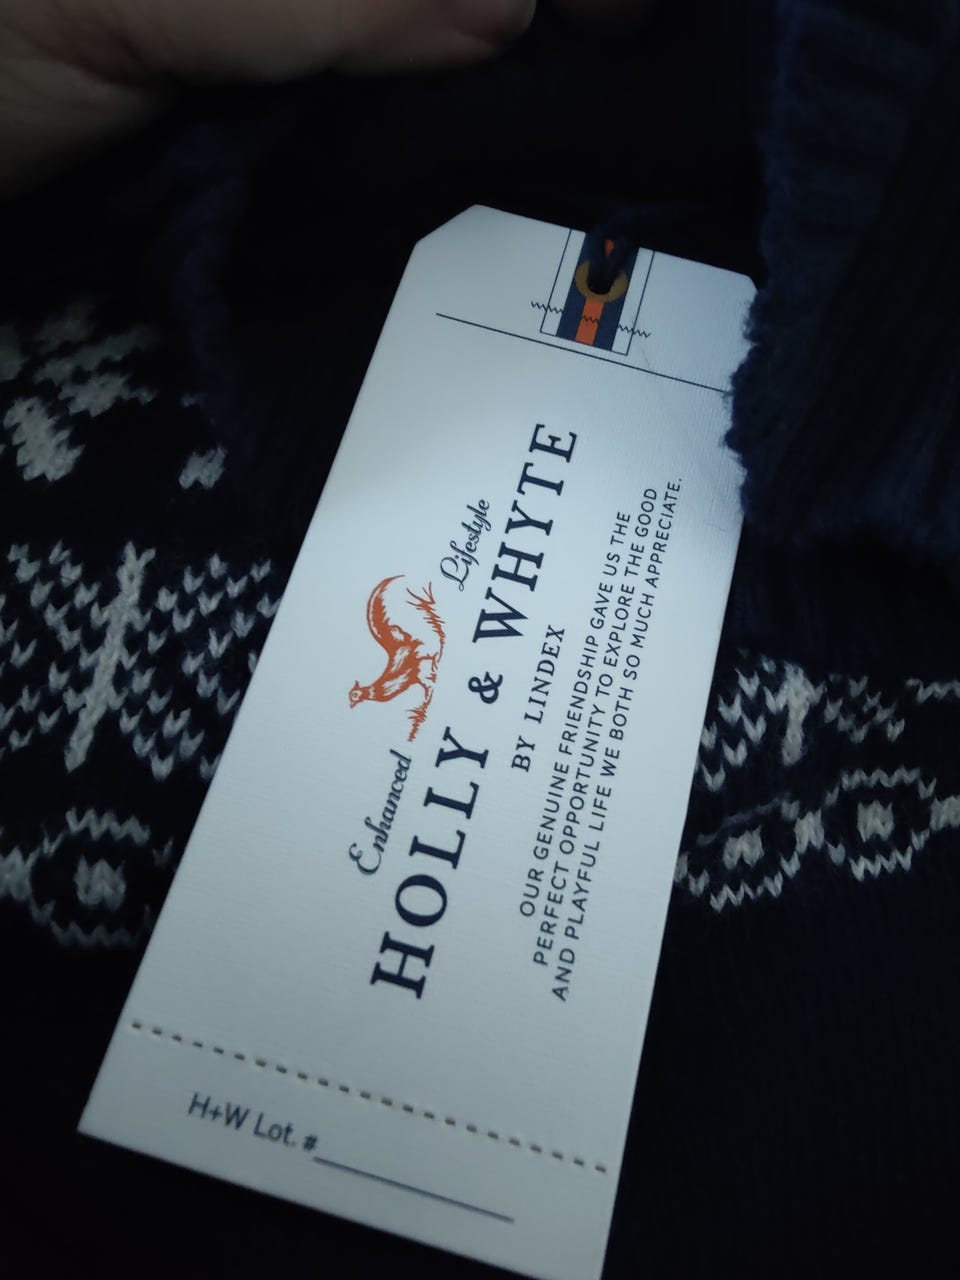 Enhanced Lifestyle
HOLLY & WHYTE
BY LINDEX
OUR GENUINE FRIENDSHIP GAVE US THE
PERFECT OPPORTUNITY TO EXPLORE THE GOOD
AND PLAYFUL LIFE WE BOTH SO MUCH APPRECIATE.
H+W Lot. #